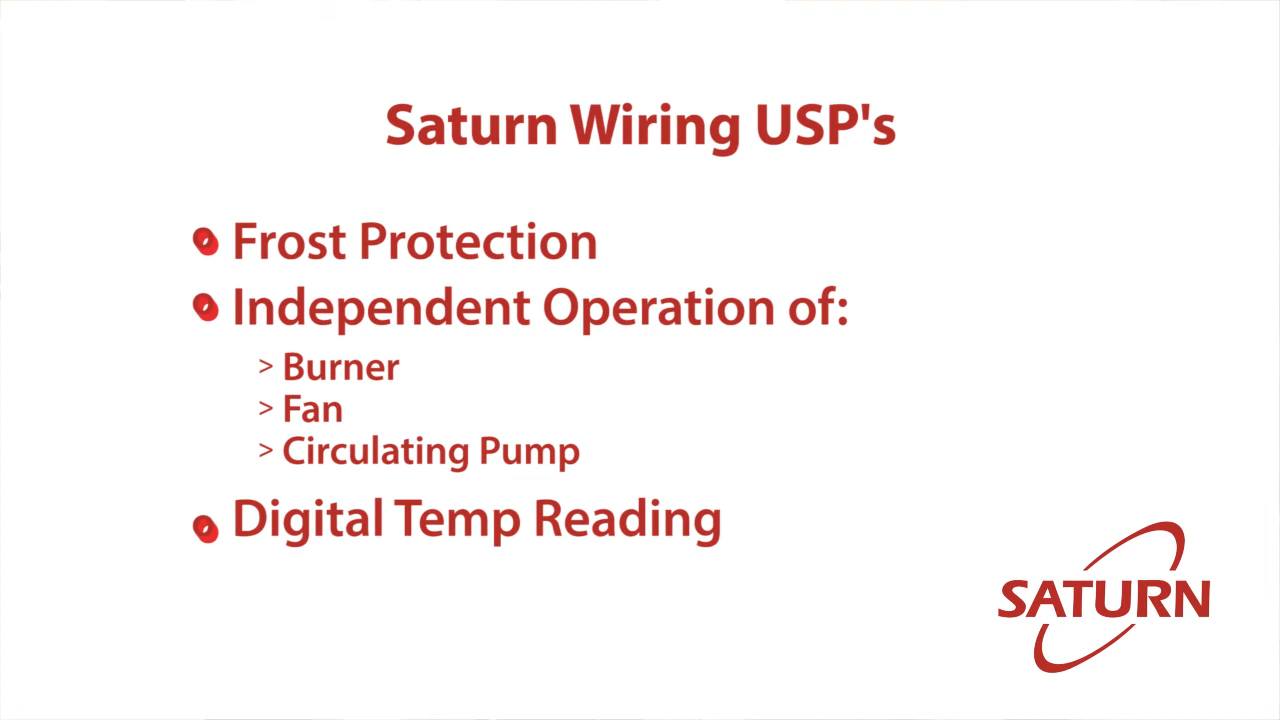 Saturn Wiring USP's
Frost Protection
Independent Operation of:
> Burner
> Fan
> Circulating Pump
Digital Temp Reading
SATURN